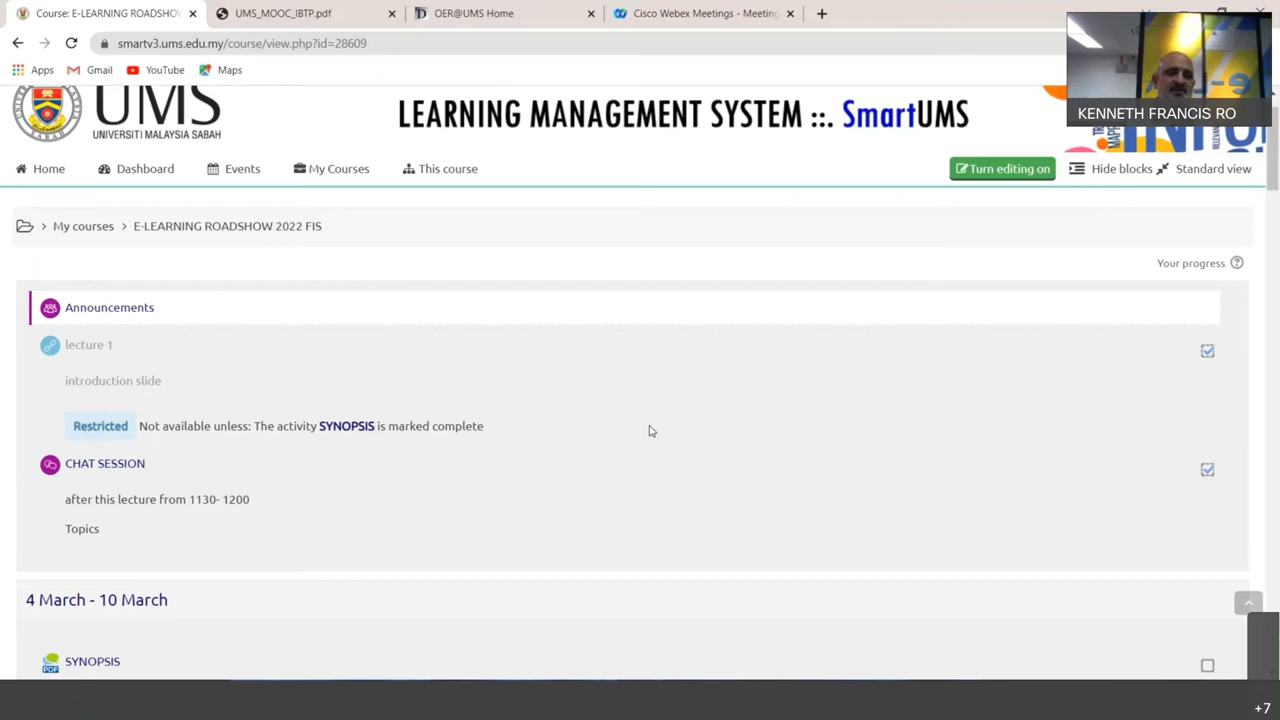 Course: E-LEARNING ROADSHOW
UMS_MOOC_IBTP.pdf
OER@UMS Home
Cisco Webex Meetings - Meeting
smartv3.ums.edu.my/course/view.php?id=28609
Apps
Gmail
YouTube
Maps
KENNETH FRANCIS RO
UMS
UNIVERSITI MALAYSIA SABAH
LEARNING MANAGEMENT SYSTEM ::. SmartUMS
Home
Dashboard
Events
My Courses
This course
Turn editing on
Hide blocks
Standard view
My courses > E-LEARNING ROADSHOW 2022 FIS
Your progress
Announcements
lecture 1
introduction slide
Restricted Not available unless: The activity SYNOPSIS is marked complete
CHAT SESSION
after this lecture from 1130- 1200
Topics
4 March - 10 March
PDF
SYNOPSIS
+7